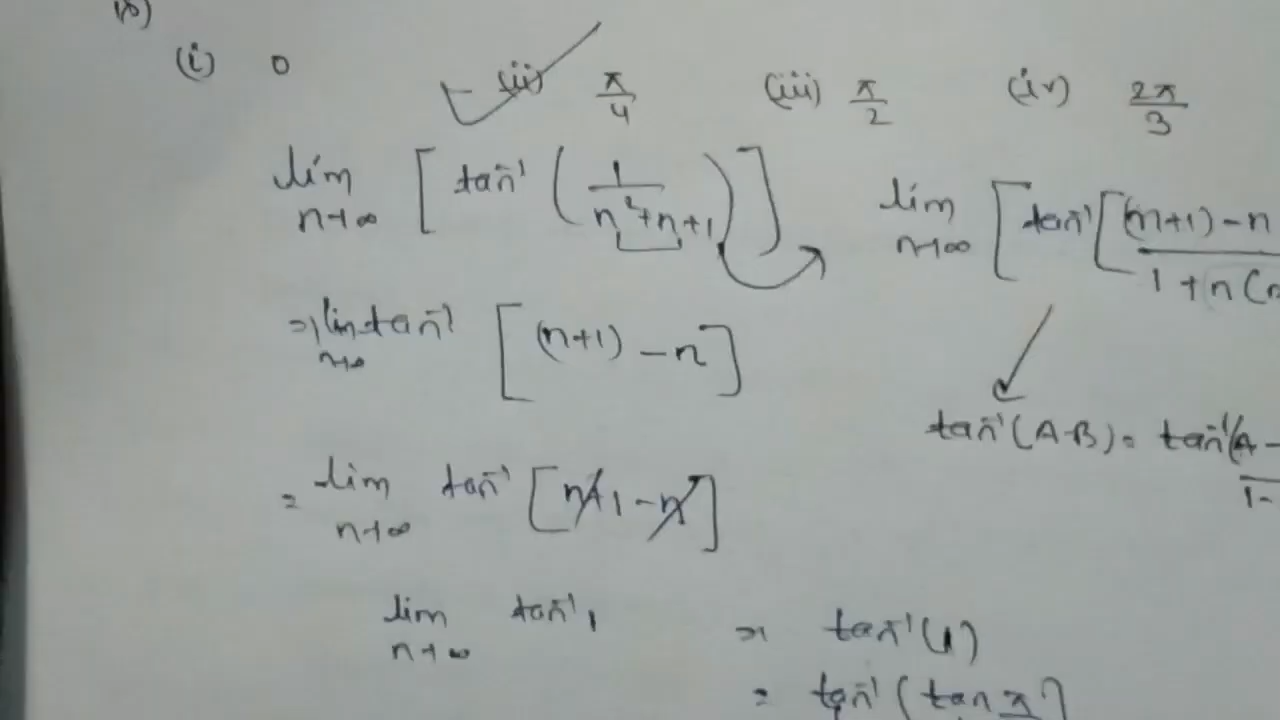 (i) 0 (ii) π/4 (iii) π/2 (iv) 2π/3
lim n→∞ [ tan⁻¹ ( 1/(n²+n+1) ) ] lim n→∞ [ tan⁻¹ [ (n+1)-n / 1+n(n
=) lim n→∞ tan⁻¹ [ (n+1) - n ]
tan⁻¹(A-B) = tan⁻¹(A- / 1-
= lim n→∞ tan⁻¹ [ n+1 - n ]
lim n→∞ tan⁻¹ 1 => tan⁻¹(1)
= tan⁻¹(tan π